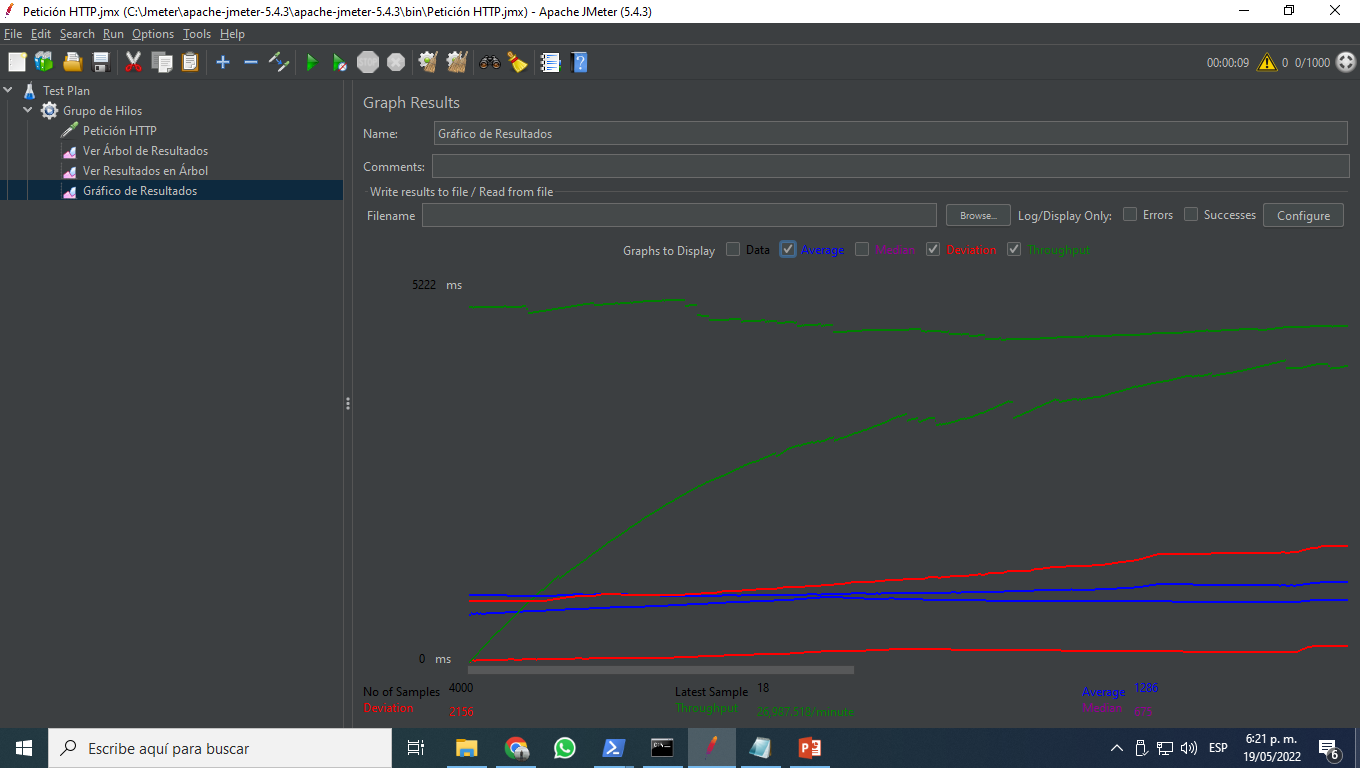 Petición HTTP.jmx (C:\Jmeter\apache-jmeter-5.4.3\apache-jmeter-5.4.3\bin\Petición HTTP.jmx) - Apache JMeter (5.4.3)
File Edit Search Run Options Tools Help
STOP 00:00:09 0 0/1000
Test Plan
Grupo de Hilos
Petición HTTP
Ver Árbol de Resultados
Ver Resultados en Árbol
Gráfico de Resultados
Graph Results
Name: Gráfico de Resultados
Comments:
Write results to file / Read from file
Filename Browse... Log/Display Only: Errors Successes Configure
Graphs to Display Data Average Median Deviation Throughput
5222 ms
0 ms
No of Samples 4000 Latest Sample 18 Average 1286
Deviation 2156 Throughput 26,987.518/minute Median
Escribe aquí para buscar
ESP
6:21 p. m.
19/05/2022
6